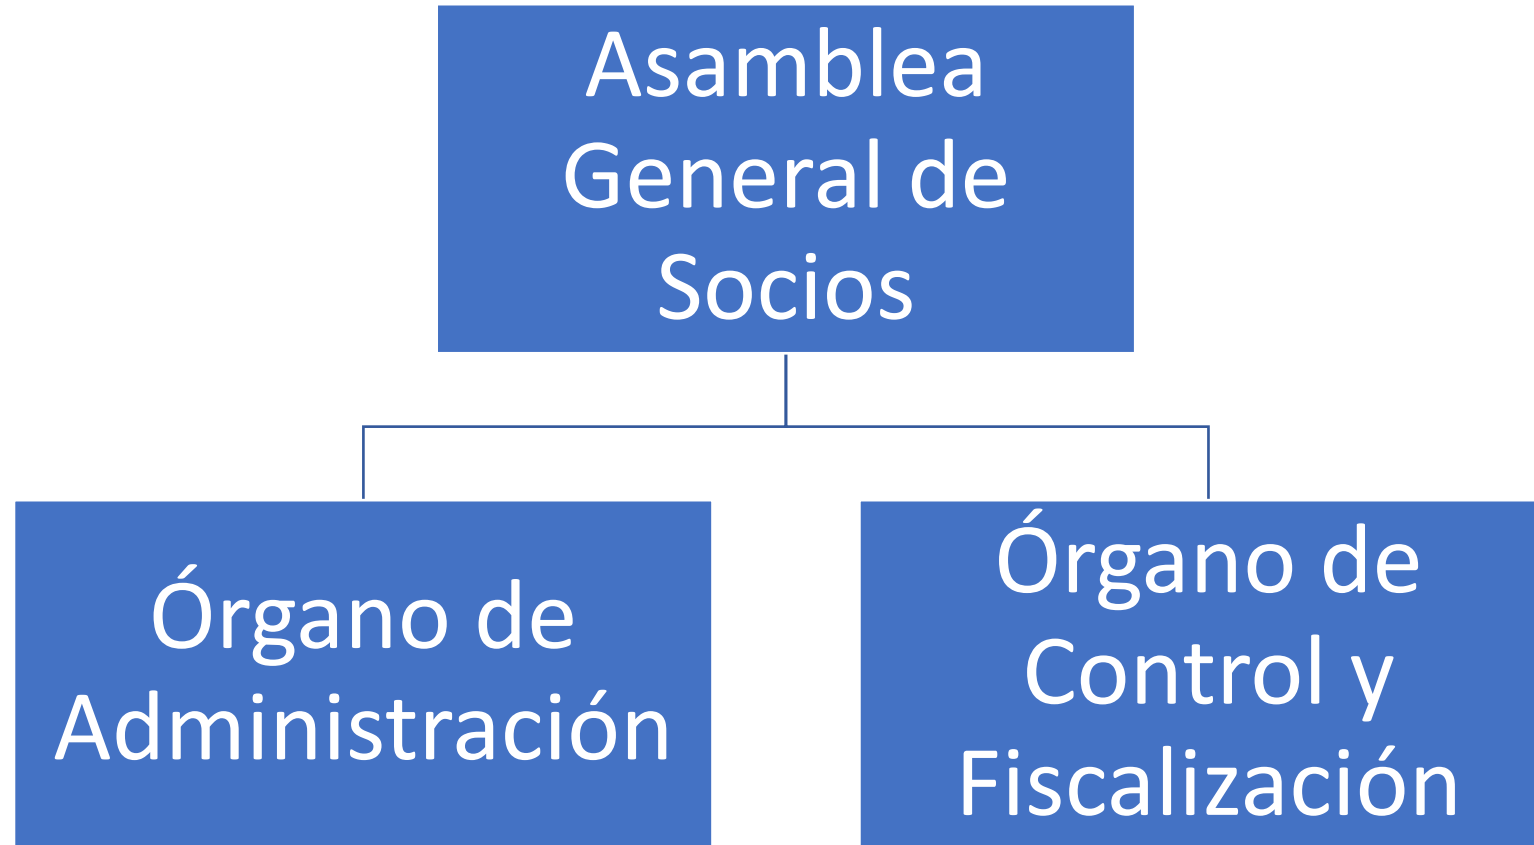 Asamblea
General de
Socios
Órgano de
Administración
Órgano de
Control y
Fiscalización